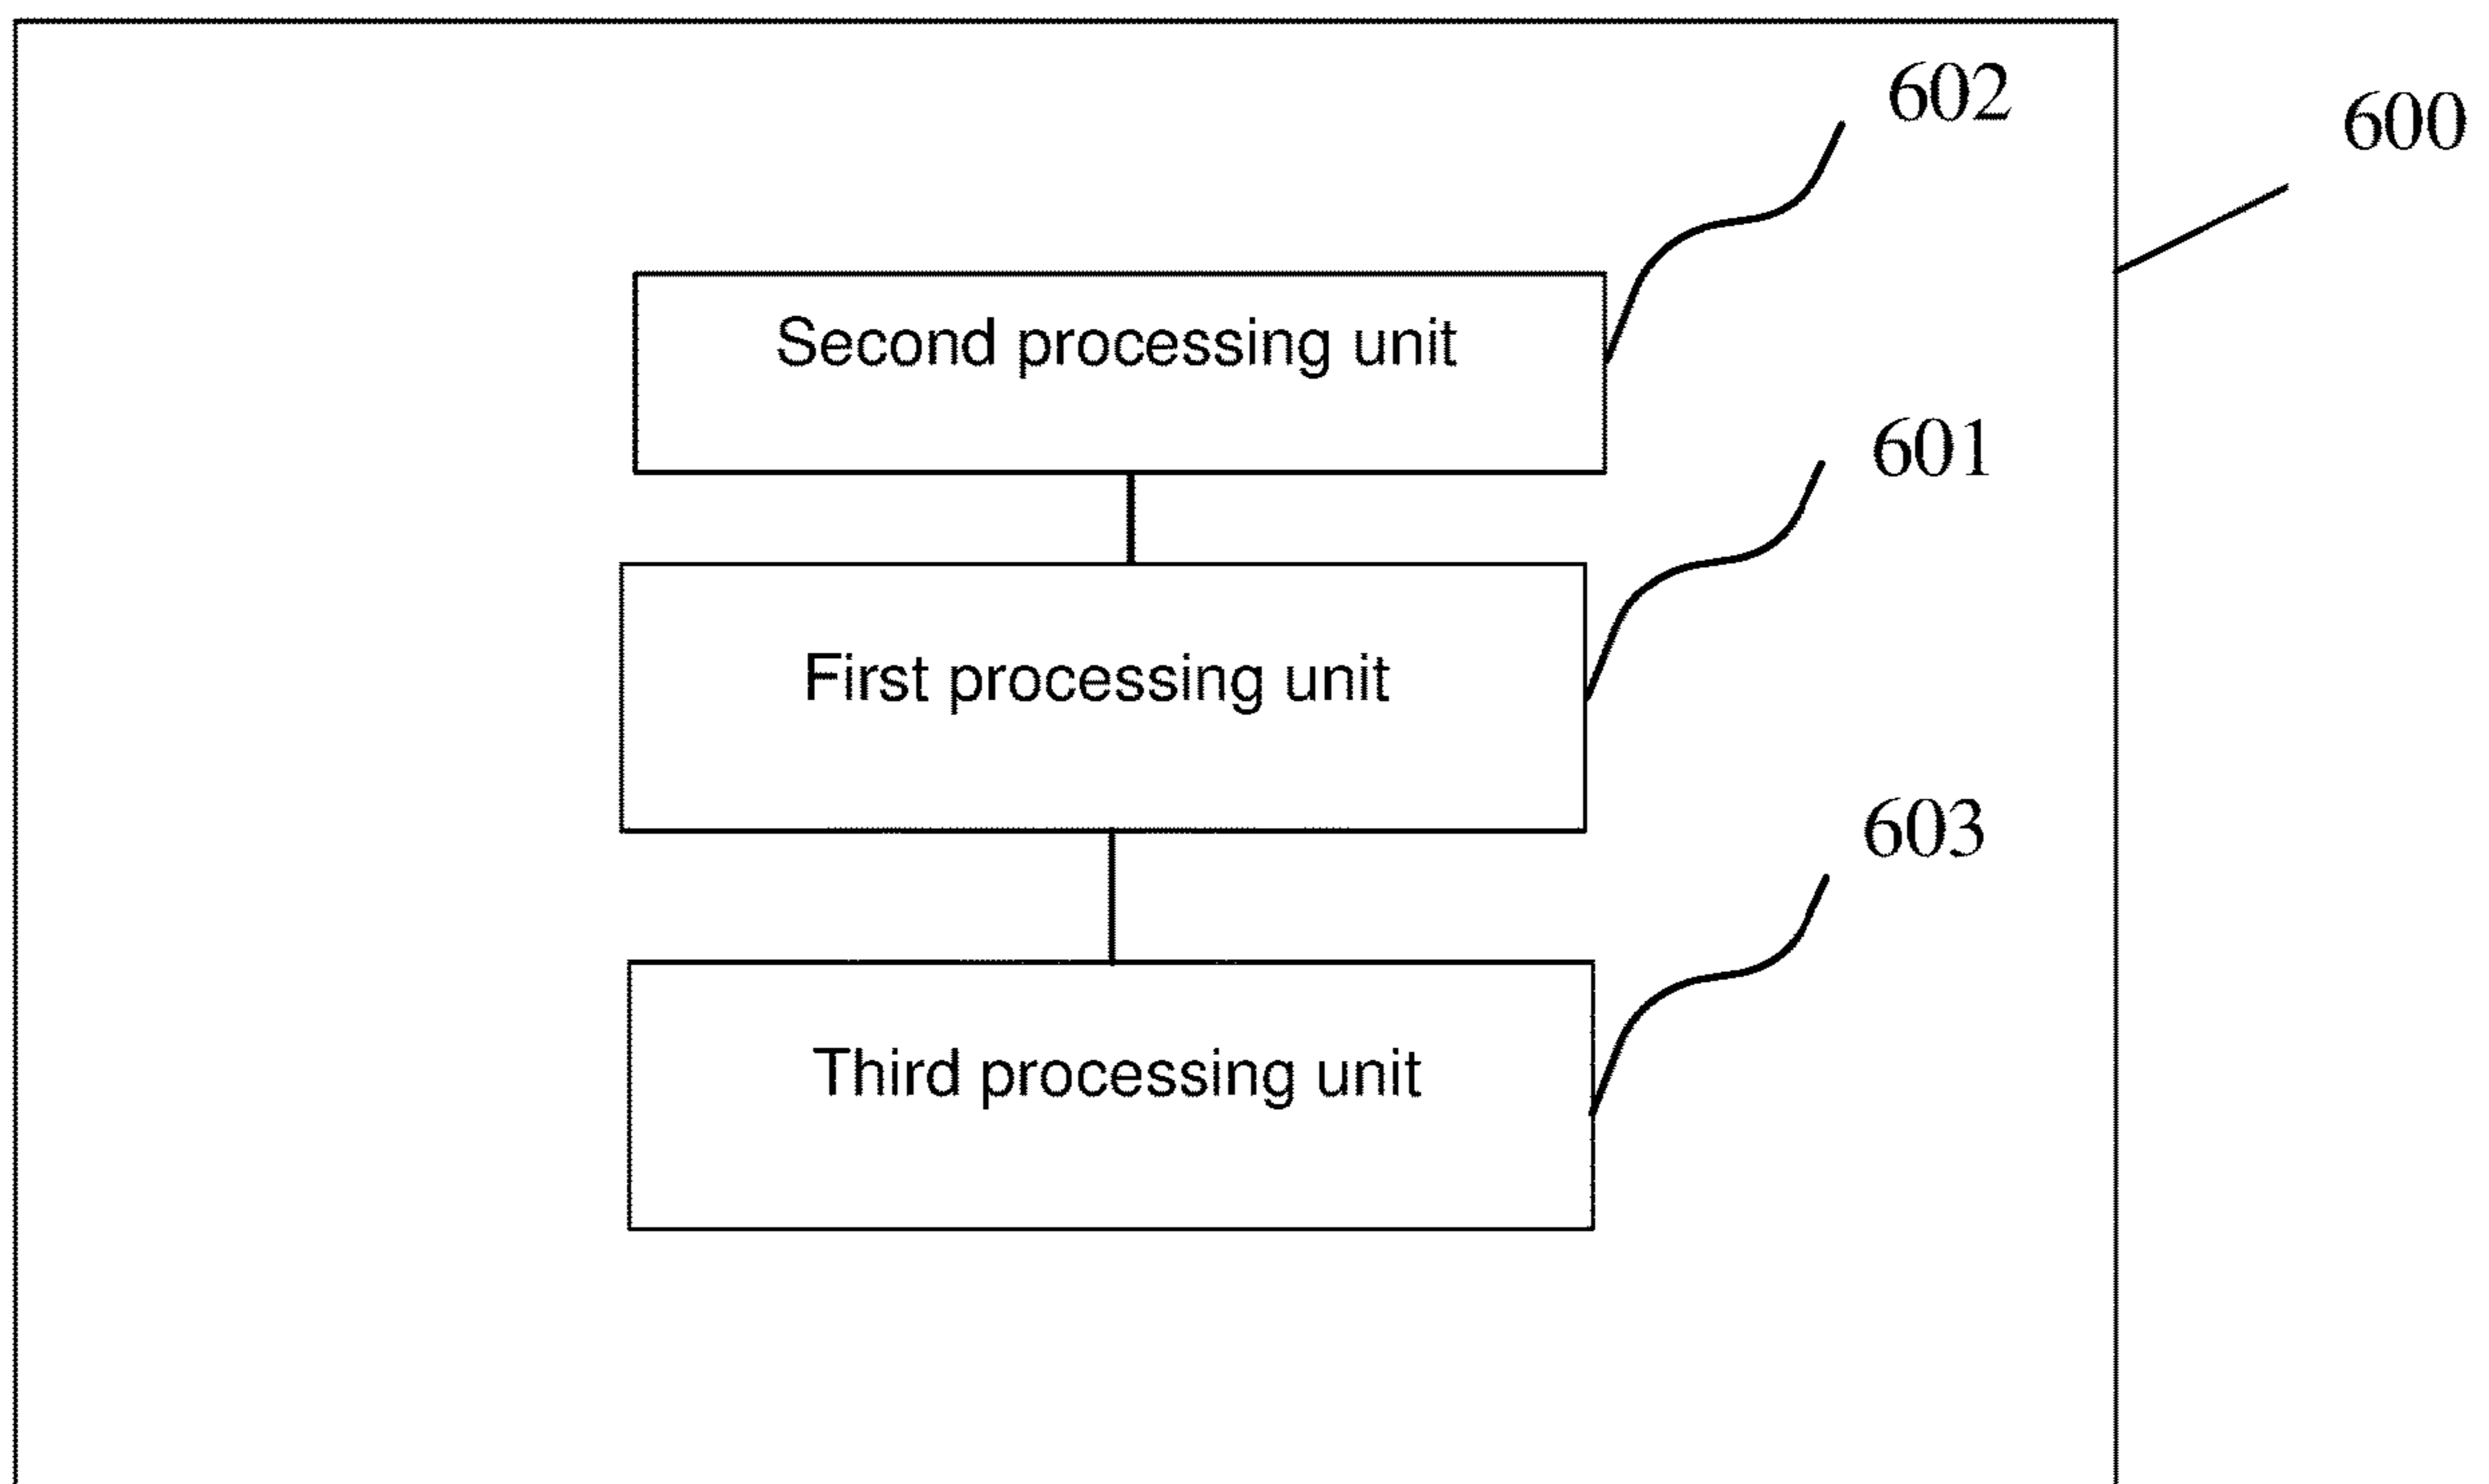 602
600
Second processing unit
601
First processing unit
603
Third processing unit